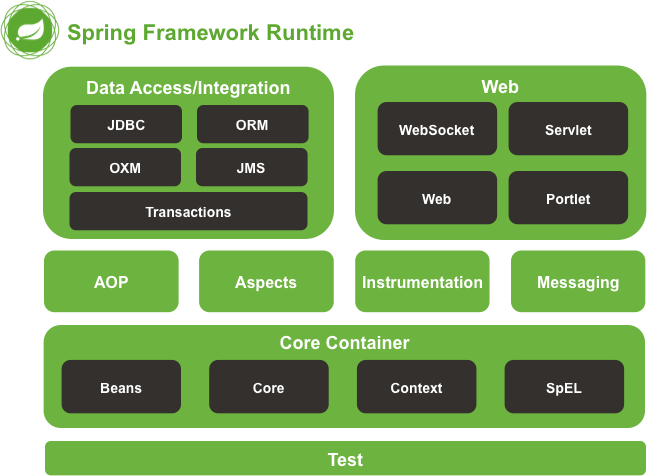 Spring Framework Runtime
Data Access/Integration
JDBC
ORM
OXM
JMS
Transactions
Web
WebSocket
Servlet
Web
Portlet
AOP
Aspects
Instrumentation
Messaging
Core Container
Beans
Core
Context
SpEL
Test